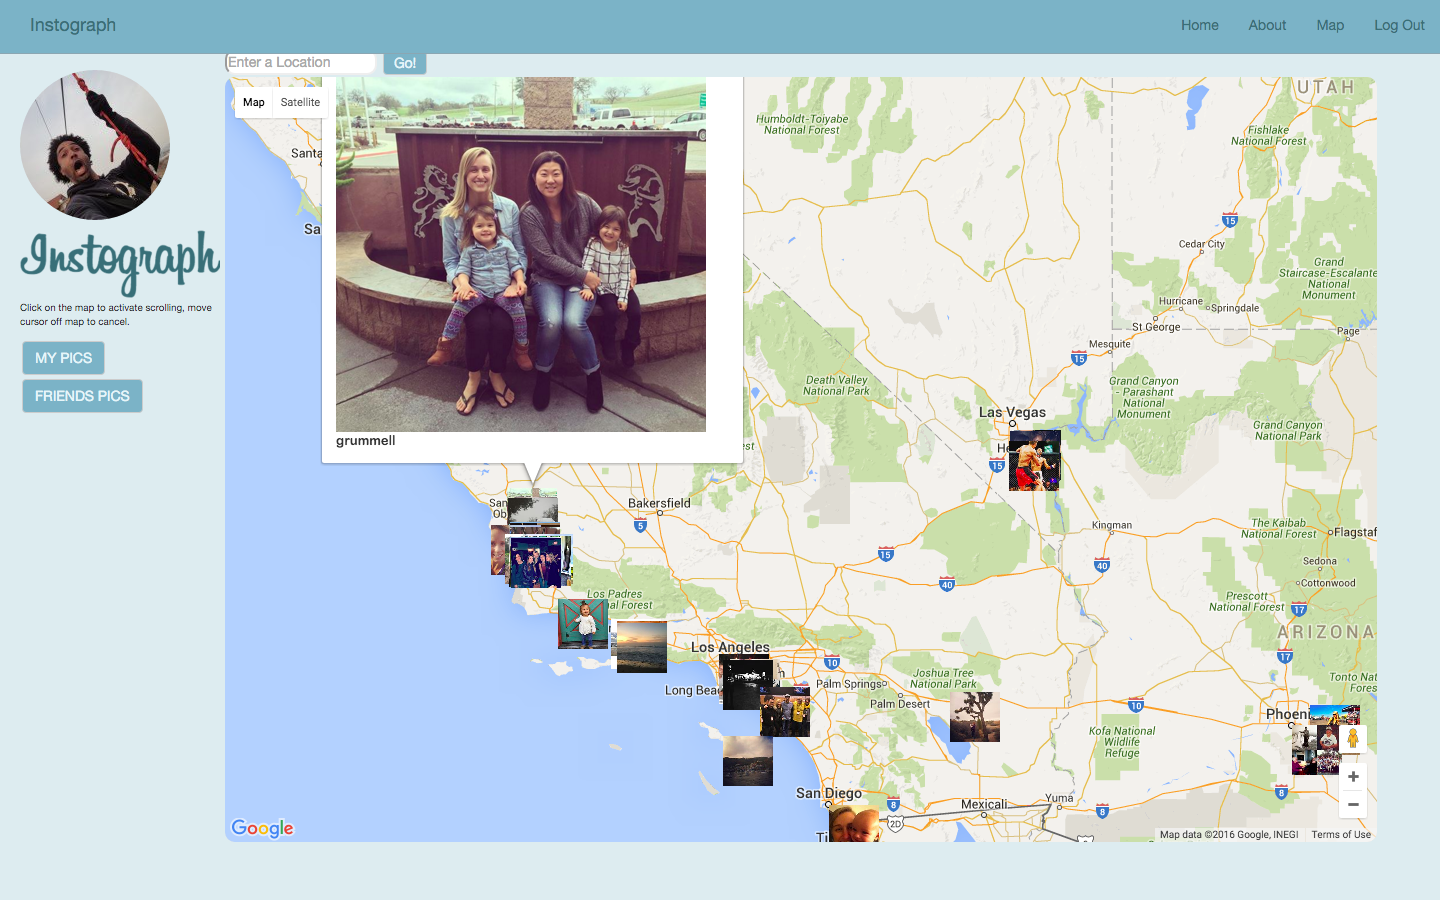 Instograph
Home
About
Map
Log Out
Enter a Location
Go!
Map
Satellite
Instograph
Click on the map to activate scrolling, move
cursor off map to cancel.
MY PICS
FRIENDS PICS
grummell
Santa
Sa
UTAH
Humboldt-Toiyabe
National Forest
Fishlake
National Forest
15
Cedar City
Grand
Staircase-Escalante
National
Monument
Hurricane
Springdale
St George
Page
Mesquite
15
Death Valley
National Park
Grand Canyon
- Parashant
National
Monument
Las Vegas
Grand Canyon
National Park
He
15
est
San
Ob
Bakersfield
5
Kingman
The Kaibab
National Forest
Flagstaf
15
40
40
Sedona
Cottonwood
Los Padres
al Forest
Prescott
National Forest
17
ARIZONA
Los Angeles
10
17
Long Beac
Palm Springs
Joshua Tree
National Park
Palm Desert
Tonto Nat
Fores
10
Phoeni
Kofa National
Wildlife
Refuge
San Diego
8
Mexicali
Yuma
8
8
2D
Ti
Google
Map data ©2016 Google, INEGI
Terms of Use